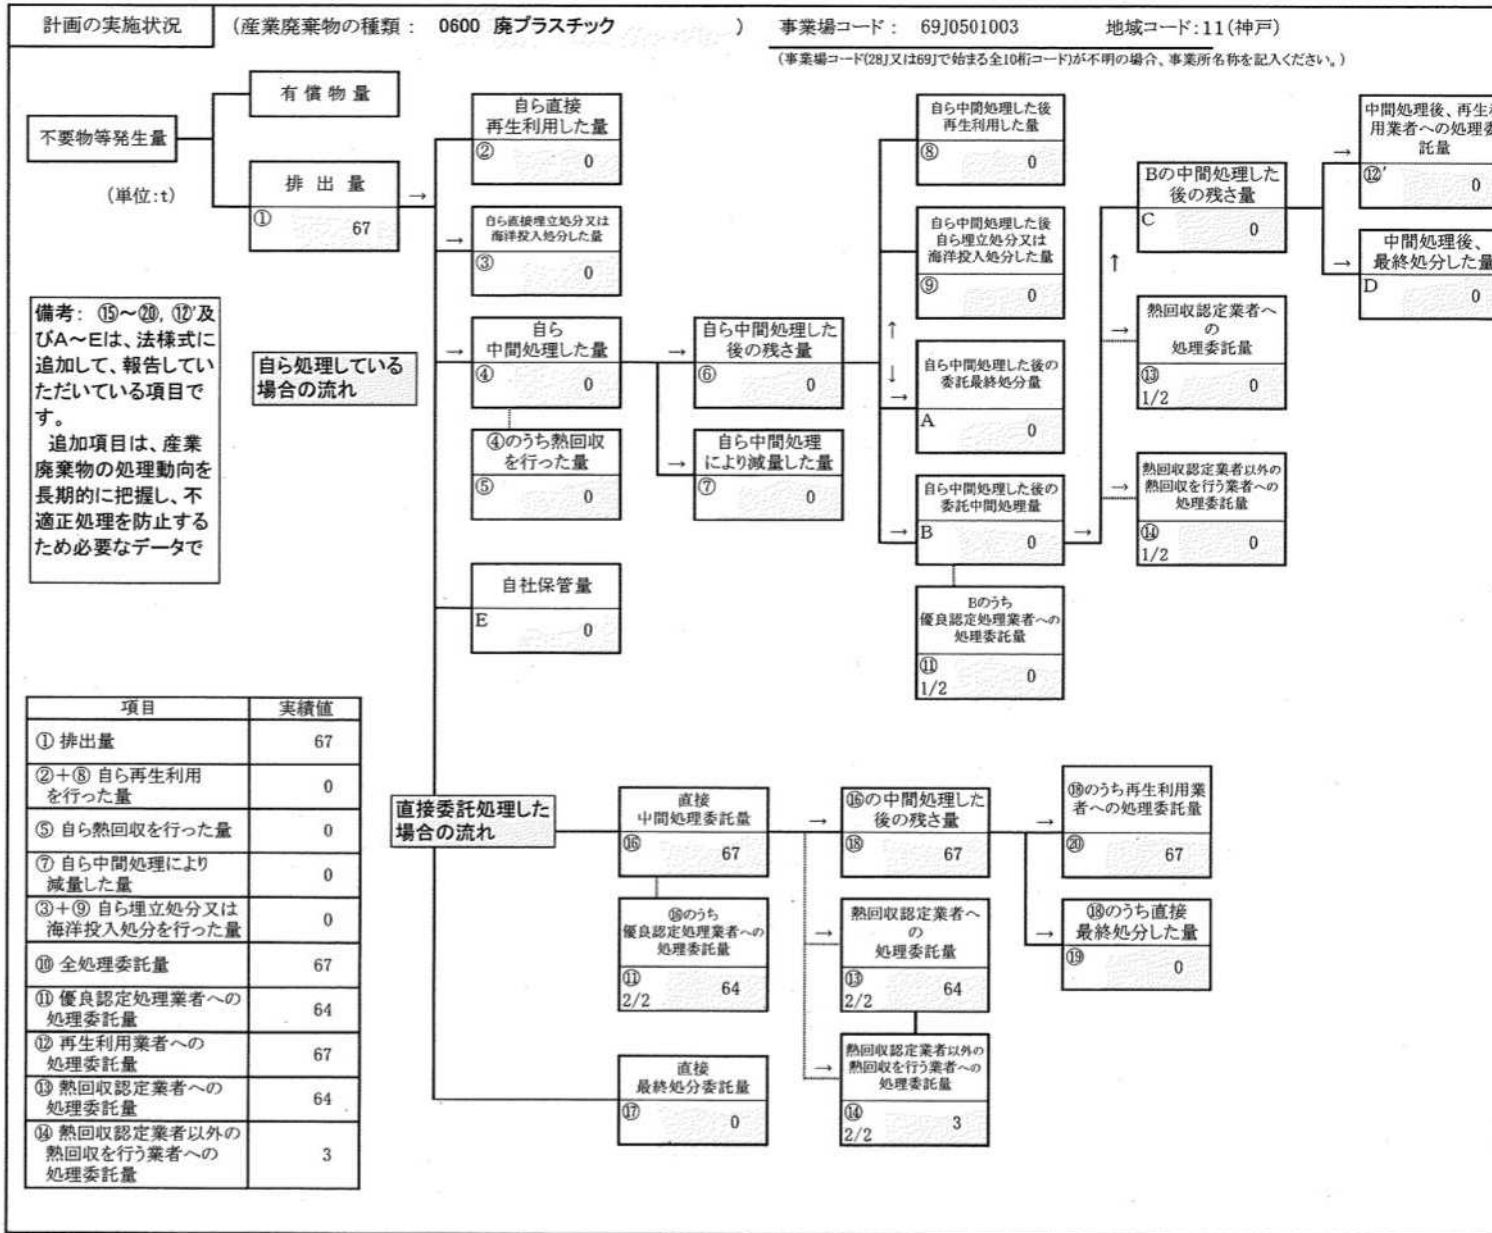 計画の実施状況
(産業廃棄物の種類： 0600 廃プラスチック )
事業場コード： 69J0501003 地域コード：11(神戸)
(事業場コード(28J又は69Jで始まる全10桁コード)が不明の場合、事業所名称を記入ください。)
不要物等発生量
(単位：t)
有償物量
排出量
① 67
→
備考： ⑮～⑳, ⑫'及
びA～Eは、法様式に
追加して、報告してい
ただいている項目で
す。
追加項目は、産業
廃棄物の処理動向を
長期的に把握し、不
適正処理を防止する
ため必要なデータで
自ら処理している
場合の流れ
自ら直接
再生利用した量
② 0
→
自ら直接埋立処分又は
海洋投入処分した量
③ 0
→
自ら
中間処理した量
④ 0
④のうち熱回収
を行った量
⑤ 0
自社保管量
E 0
→
自ら中間処理した
後の残さ量
⑥ 0
→
自ら中間処理
により減量した量
⑦ 0
自ら中間処理した後
再生利用した量
⑧ 0
自ら中間処理した後
自ら埋立処分又は
海洋投入処分した量
⑨ 0
↑
↓
→
自ら中間処理した後の
委託最終処分量
A 0
→
自ら中間処理した後の
委託中間処理量
B 0
→
Bのうち
優良認定処理業者への
処理委託量
⑪
1/2 0
Bの中間処理した
後の残さ量
C 0
↑
→
熱回収認定業者へ
の
処理委託量
⑬
1/2 0
→
熱回収認定業者以外の
熱回収を行う業者への
処理委託量
⑭
1/2 0
→
中間処理後、再生利
用業者への処理委
託量
⑫' 0
→
中間処理後、
最終処分した量
D 0
項目 実績値
① 排出量 67
②＋⑧ 自ら再生利用
を行った量 0
⑤ 自ら熱回収を行った量 0
⑦ 自ら中間処理により
減量した量 0
③＋⑨ 自ら埋立処分又は
海洋投入処分を行った量 0
⑩ 全処理委託量 67
⑪ 優良認定処理業者への
処理委託量 64
⑫ 再生利用業者への
処理委託量 67
⑬ 熱回収認定業者への
処理委託量 64
⑭ 熱回収認定業者以外の
熱回収を行う業者への
処理委託量 3
直接委託処理した
場合の流れ
直接
中間処理委託量
⑯ 67
⑯のうち
優良認定処理業者への
処理委託量
⑪
2/2 64
直接
最終処分委託量
⑰ 0
→
⑯の中間処理した
後の残さ量
⑱ 67
→
熱回収認定業者へ
の
処理委託量
⑬
2/2 64
→
熱回収認定業者以外の
熱回収を行う業者への
処理委託量
⑭
2/2 3
→
⑱のうち再生利用業
者への処理委託量
⑳ 67
→
⑱のうち直接
最終処分した量
⑲ 0